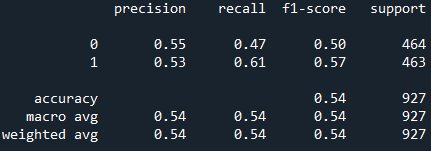 precision recall f1-score support
0 0.55 0.47 0.50 464
1 0.53 0.61 0.57 463
accuracy 0.54 927
macro avg 0.54 0.54 0.54 927
weighted avg 0.54 0.54 0.54 927